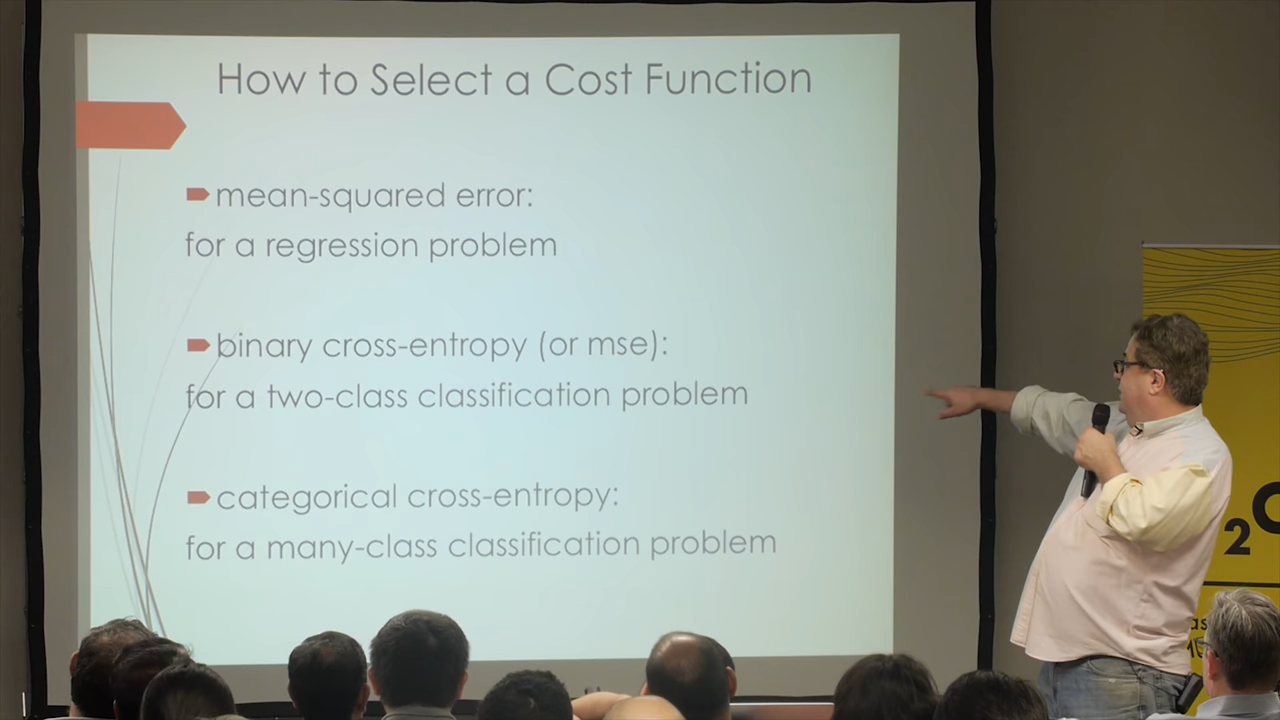 How to Select a Cost Function
mean-squared error:
for a regression problem
binary cross-entropy (or mse):
for a two-class classification problem
categorical cross-entropy:
for a many-class classification problem
2